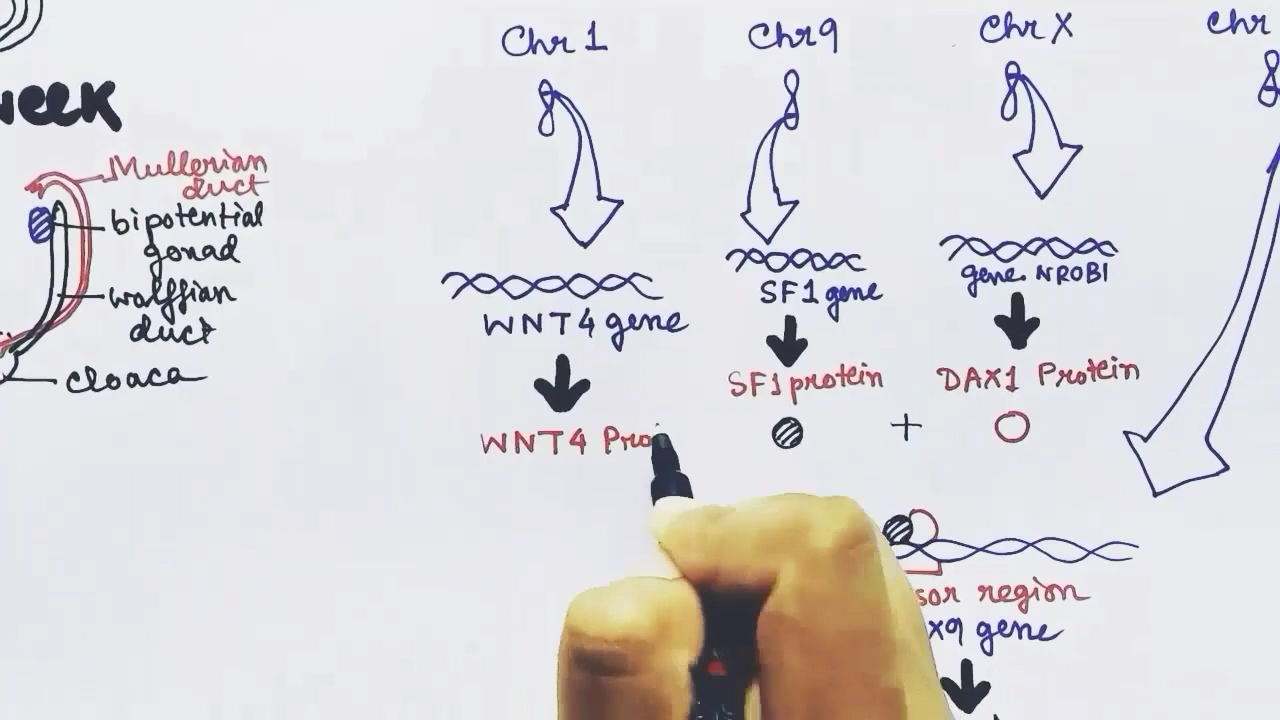 Chr 1
Chr 9
Chr X
Chr
week
Mullerian
duct
bipotential
gonad
walffian
duct
cloaca
WNT4 gene
WNT4 Pro
SF1 gene
SF1 protein
+
gene NROB1
DAX1 Protein
sor region
x9 gene